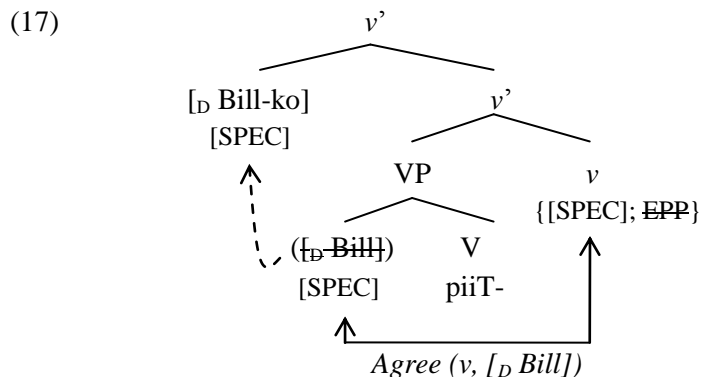 (17)
v’
[D Bill-ko] v’
[SPEC]
VP v
{[SPEC]; EPP}
([D Bill]) V
[SPEC] piiT-
Agree (v, [D Bill])